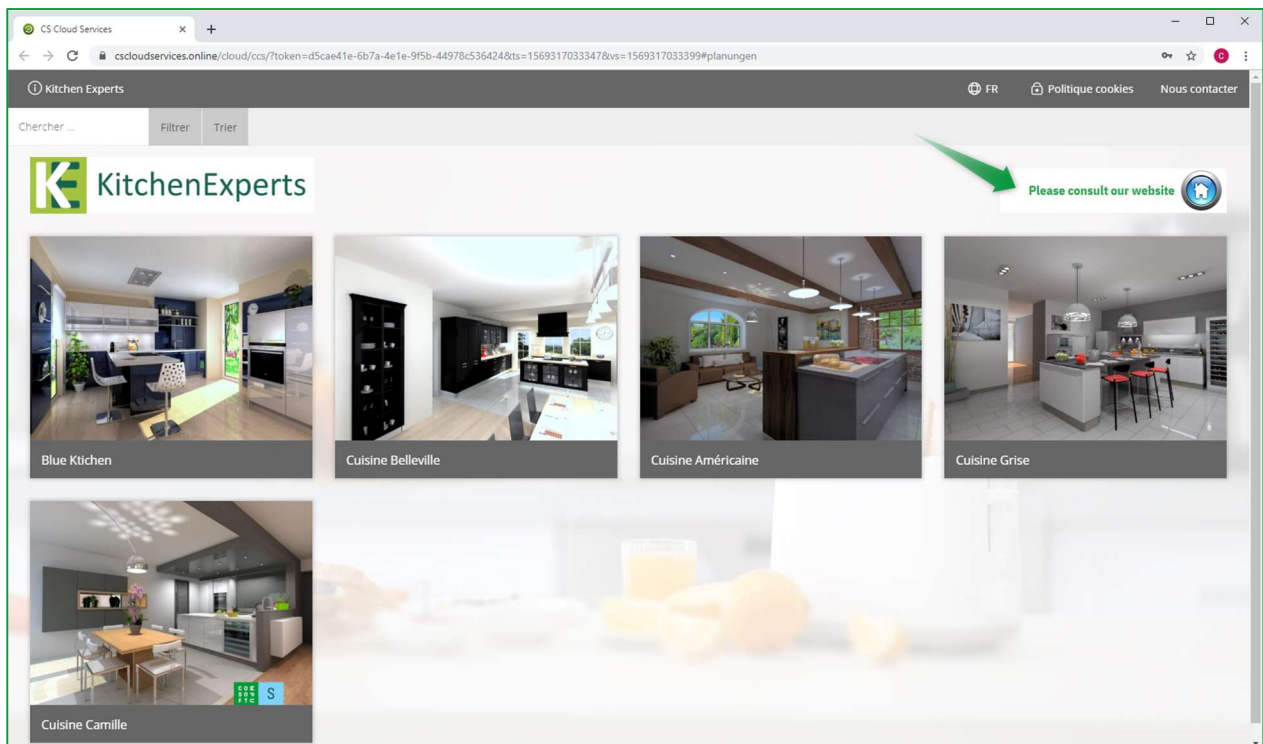 CS Cloud Services
cscloudservices.online/cloud/ccs/?token=d5cae41e-6b7a-4e1e-9f5b-44978c536424&ts=1569317033347&vs=1569317033399#planungen
C
Kitchen Experts
FR
Politique cookies
Nous contacter
Chercher ...
Filtrer
Trier
KE KitchenExperts
Please consult our website
Blue Ktichen
Cuisine Belleville
Cuisine Américaine
Cuisine Grise
S
Cuisine Camille